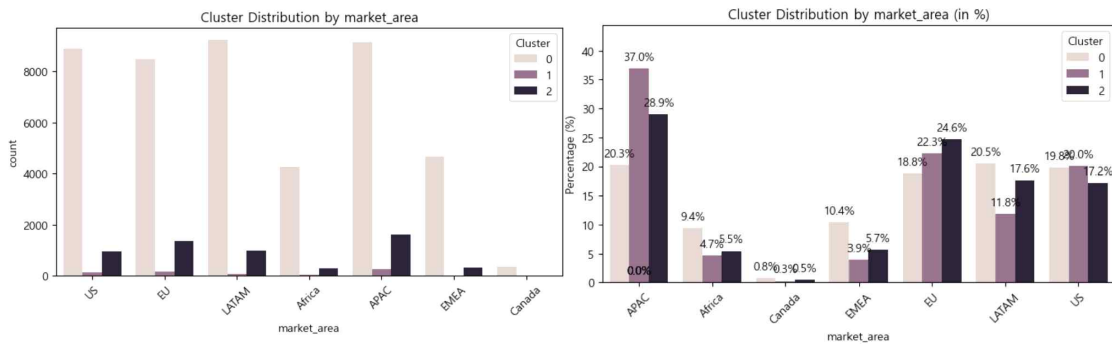 Cluster Distribution by market_area
Cluster
0
1
2
8000
6000
4000
2000
0
count
US
EU
LATAM
Africa
APAC
EMEA
Canada
market_area
Cluster Distribution by market_area (in %)
Cluster
0
1
2
40
35
30
25
20
15
10
5
0
Percentage (%)
20.3%
37.0%
28.9%
0.0%
9.4%
4.7%
5.5%
0.8%
0.3%
0.5%
10.4%
3.9%
5.7%
18.8%
22.3%
24.6%
20.5%
11.8%
17.6%
19.8%
20.0%
17.2%
APAC
Africa
Canada
EMEA
EU
LATAM
US
market_area